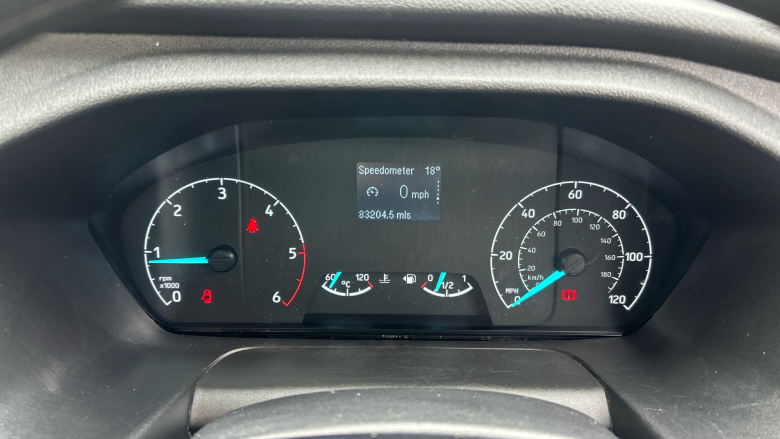 Speedometer 18°
0 mph
83204.5 mls
0 1 2 3 4 5 6
rpm
x1000
60 120
°C
0 1/2 1
0 20 40 60 80 100 120
MPH
0 20 40 60 80 100 120 140 160 180
km/h